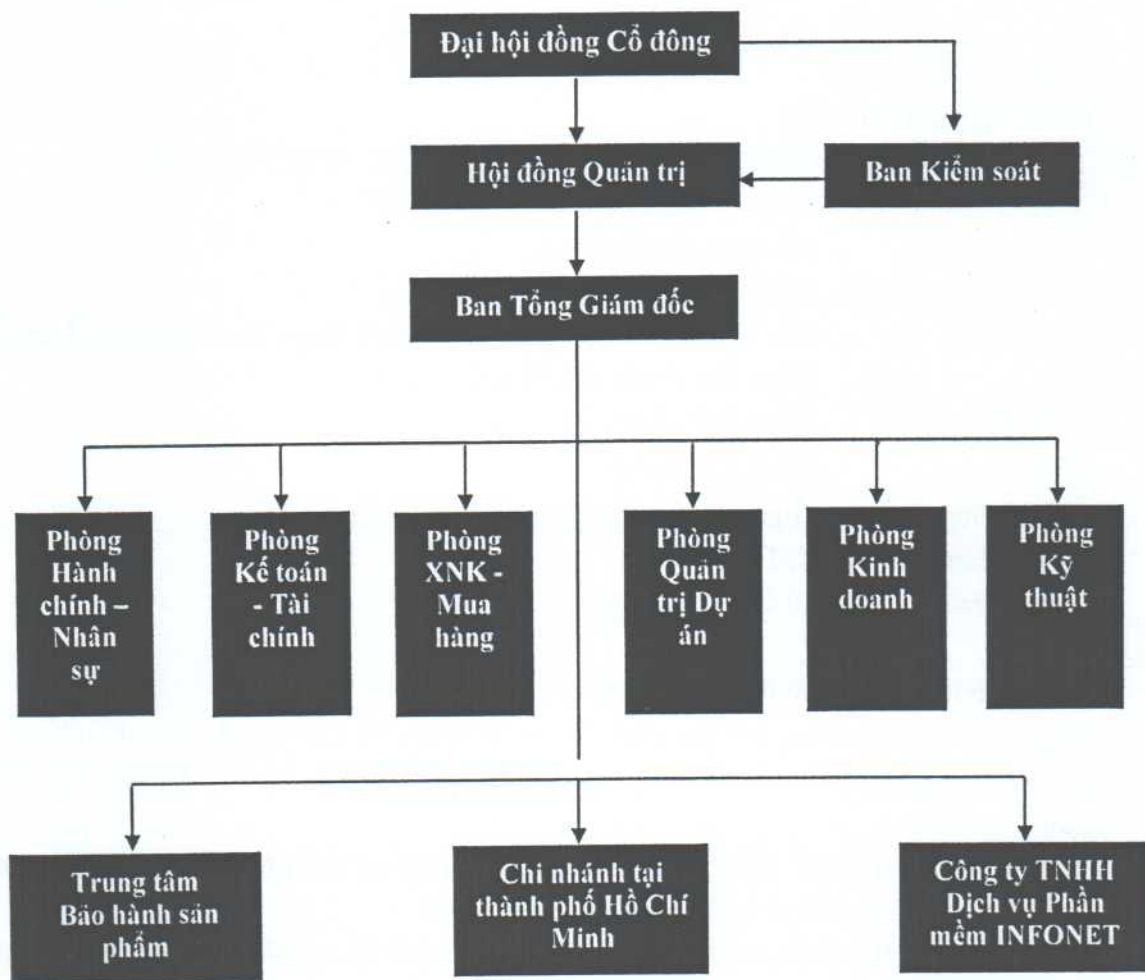 Đại hội đồng Cổ đông
Hội đồng Quản trị
Ban Kiểm soát
Ban Tổng Giám đốc
Phòng
Hành
chính –
Nhân
sự
Phòng
Kế toán
- Tài
chính
Phòng
XNK -
Mua
hàng
Phòng
Quản
trị Dự
án
Phòng
Kinh
doanh
Phòng
Kỹ
thuật
Trung tâm
Bảo hành sản
phẩm
Chi nhánh tại
thành phố Hồ Chí
Minh
Công ty TNHH
Dịch vụ Phần
mềm INFONET